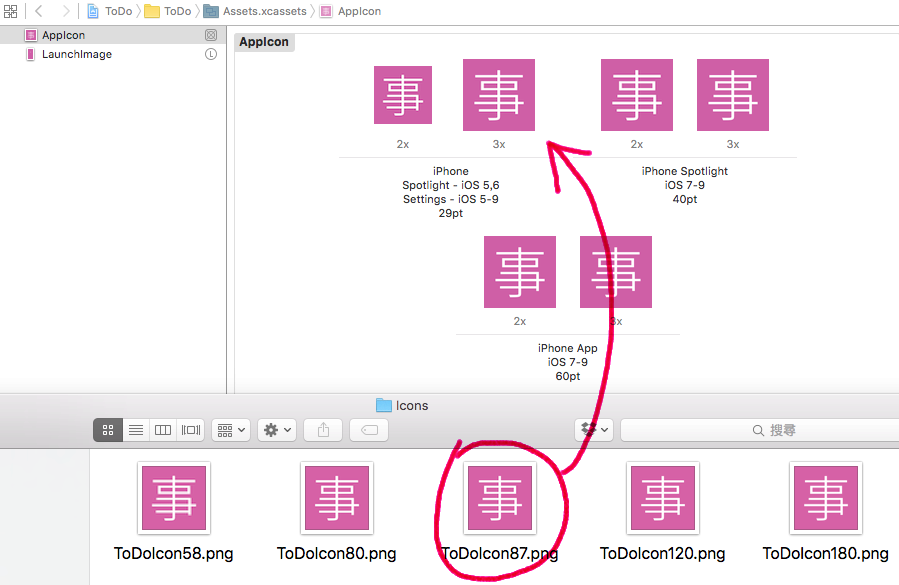 ToDo ToDo Assets.xcassets AppIcon
AppIcon
LaunchImage
L
AppIcon
事 事 事 事
2x 3x 2x 3x
iPhone
Spotlight - iOS 5,6
Settings - iOS 5-9
29pt
iPhone Spotlight
iOS 7-9
40pt
事 事
2x 3x
iPhone App
iOS 7-9
60pt
Icons
搜尋
事 事 事 事 事
ToDoIcon58.png ToDoIcon80.png ToDoIcon87.png ToDoIcon120.png ToDoIcon180.png